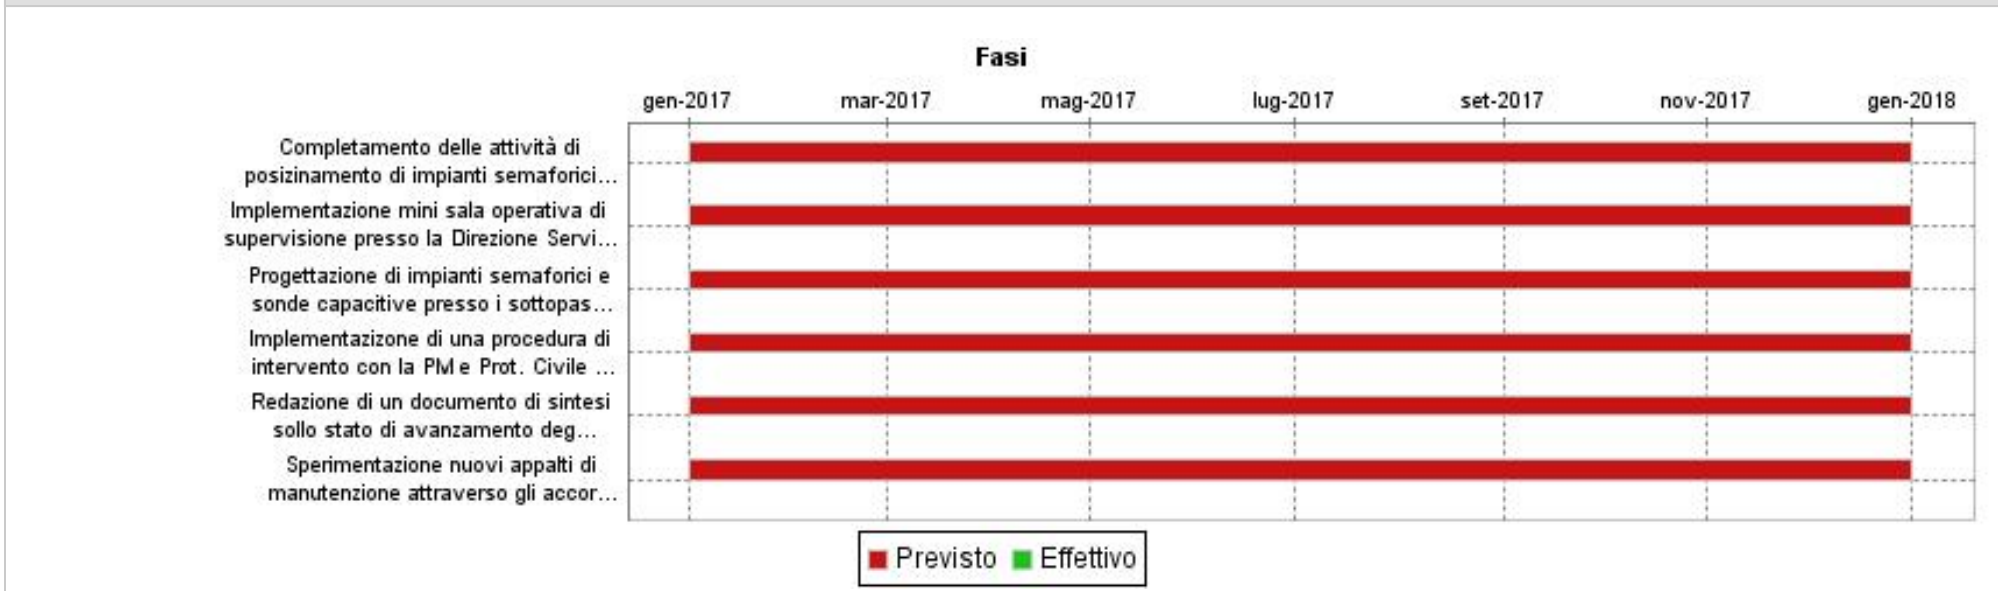 Fasi
gen-2017 mar-2017 mag-2017 lug-2017 set-2017 nov-2017 gen-2018
Completamento delle attività di
posizinamento di impianti semaforici...
Implementazione mini sala operativa di
supervisione presso la Direzione Servi...
Progettazione di impianti semaforici e
sonde capacitive presso i sottopas...
Implementazizone di una procedura di
intervento con la PM e Prot. Civile ...
Redazione di un documento di sintesi
sollo stato di avanzamento deg...
Sperimentazione nuovi appalti di
manutenzione attraverso gli accor...
Previsto Effettivo